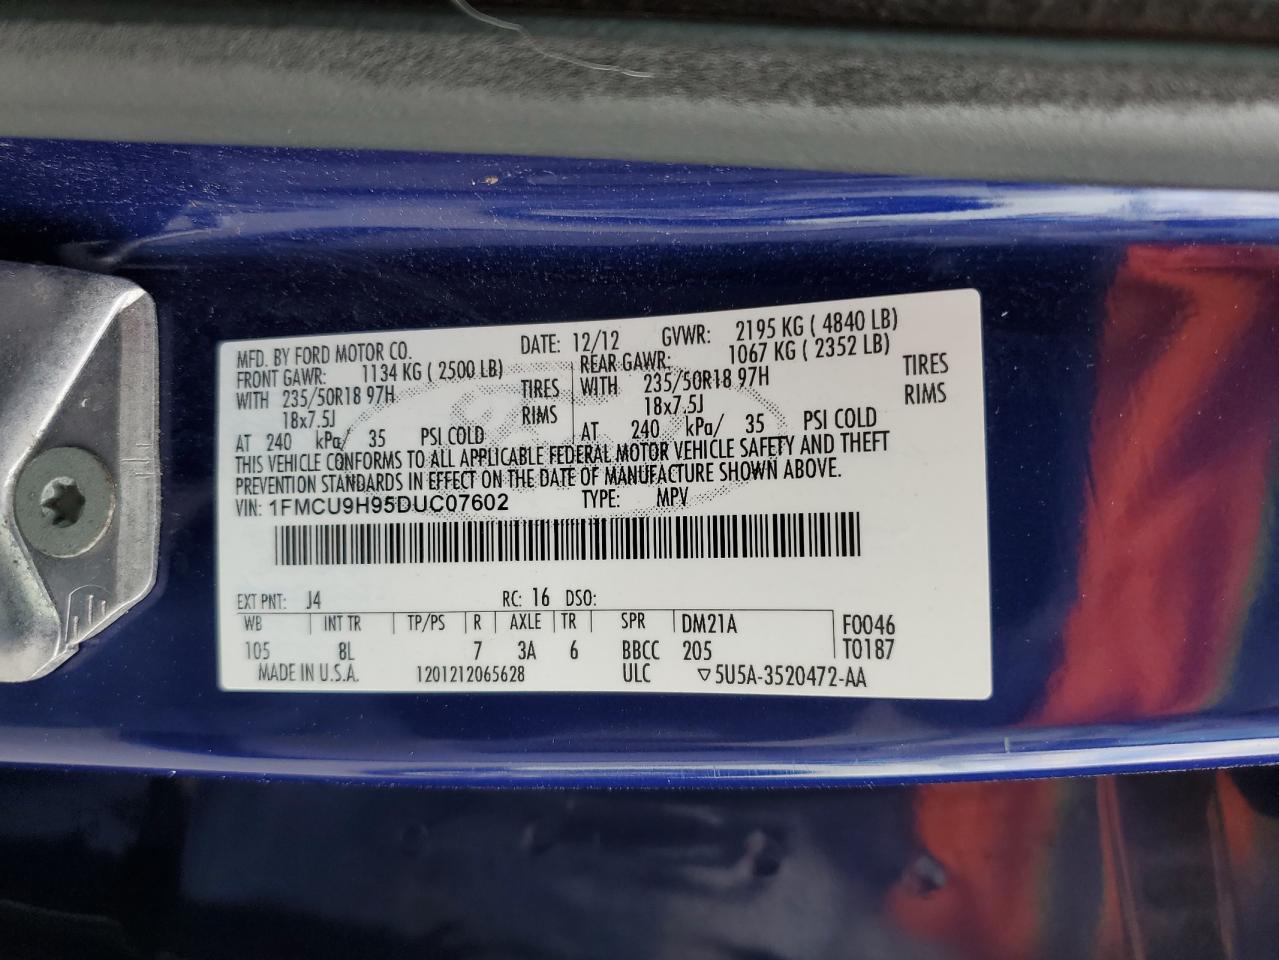 MFD. BY FORD MOTOR CO. DATE: 12/12 GVWR: 2195 KG ( 4840 LB)
FRONT GAWR: 1134 KG ( 2500 LB) REAR GAWR: 1067 KG ( 2352 LB)
WITH 235/50R18 97H TIRES WITH 235/50R18 97H TIRES
18x7.5J RIMS 18x7.5J RIMS
AT 240 kPa/ 35 PSI COLD AT 240 kPa/ 35 PSI COLD
THIS VEHICLE CONFORMS TO ALL APPLICABLE FEDERAL MOTOR VEHICLE SAFETY AND THEFT
PREVENTION STANDARDS IN EFFECT ON THE DATE OF MANUFACTURE SHOWN ABOVE.
VIN: 1FMCU9H95DUC07602 TYPE: MPV
EXT PNT: J4 RC: 16 DSO:
WB INT TR TP/PS R AXLE TR SPR DM21A F0046
105 8L 7 3A 6 BBCC 205 T0187
MADE IN U.S.A. 1201212065628 ULC ▽5U5A-3520472-AA